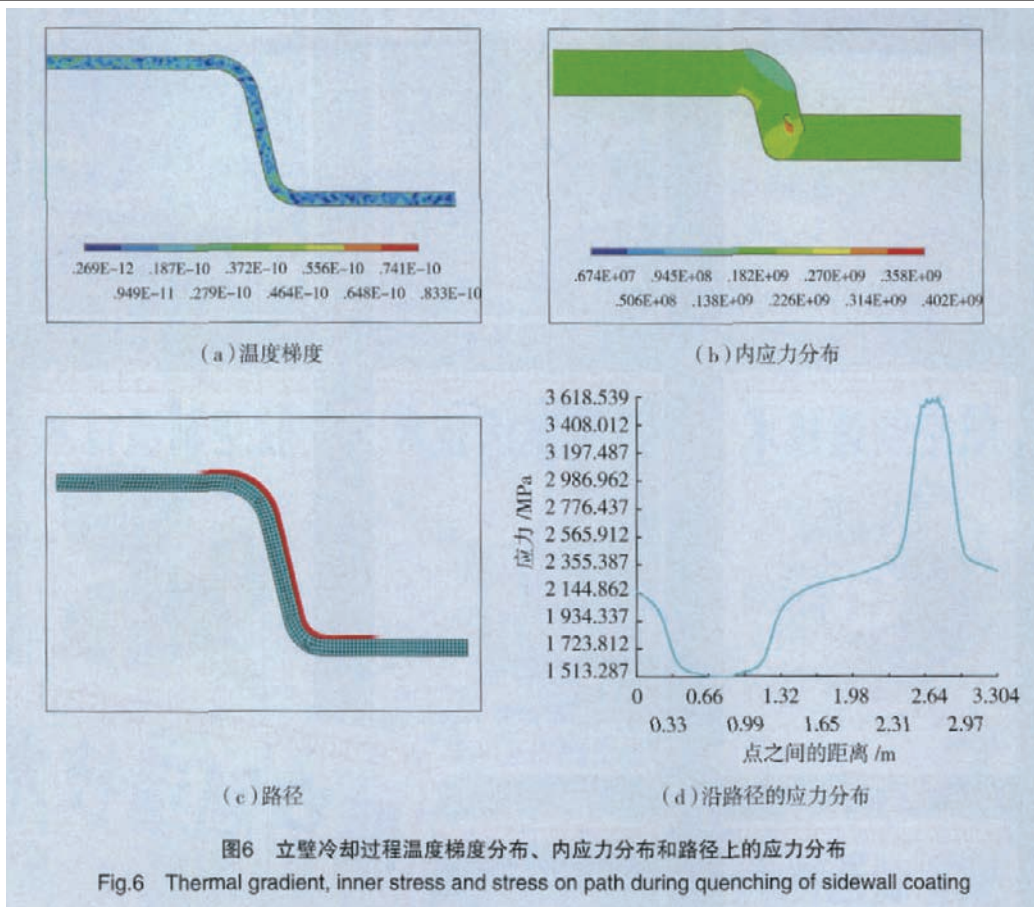 .269E-12 .187E-10 .372E-10 .556E-10 .741E-10
.949E-11 .279E-10 .464E-10 .648E-10 .833E-10
(a)温度梯度
.674E+07 .945E+08 .182E+09 .270E+09 .358E+09
.506E+08 .138E+09 .226E+09 .314E+09 .402E+09
(b)内应力分布
(c)路径
应力/MPa
3 618.539
3 408.012
3 197.487
2 986.962
2 776.437
2 565.912
2 355.387
2 144.862
1 934.337
1 723.812
1 513.287
0 0.66 1.32 1.98 2.64 3.304
0.33 0.99 1.65 2.31 2.97
点之间的距离/m
(d)沿路径的应力分布
图6 立壁冷却过程温度梯度分布、内应力分布和路径上的应力分布
Fig.6 Thermal gradient, inner stress and stress on path during quenching of sidewall coating